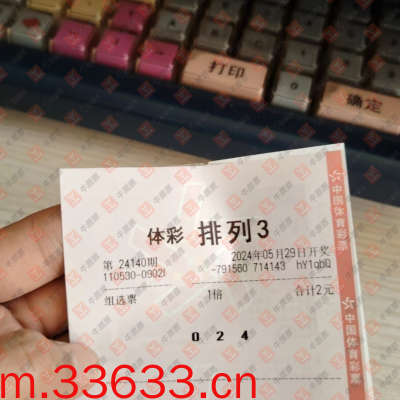 打印
确定
体彩 排列3
第 24140期 2024年05月29日开奖
110530-0902l -791560 714143 hY1qbQ
组选票 1倍 合计2元
0 2 4
中国体育彩票
中国体育彩票
m.33633.cn